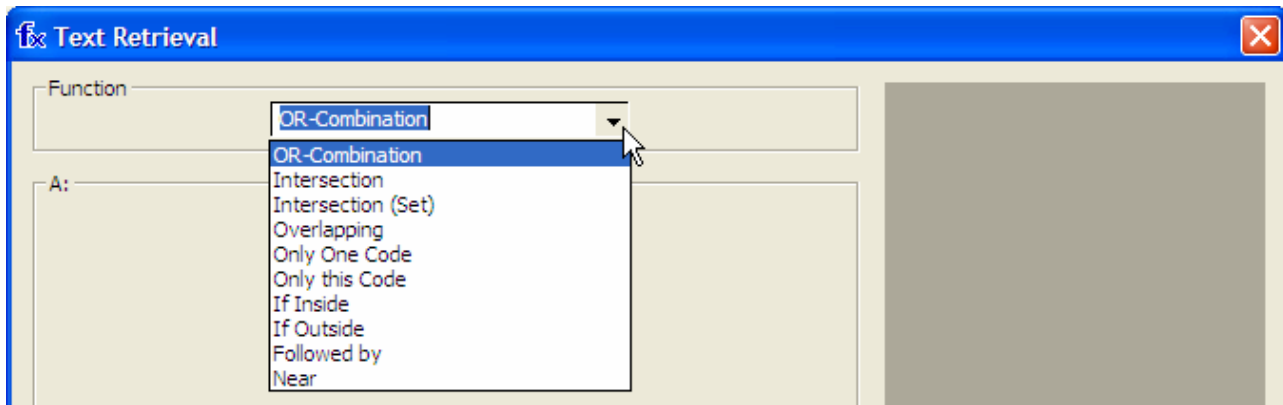 fx Text Retrieval
Function
OR-Combination
OR-Combination
Intersection
A:
Intersection (Set)
Overlapping
Only One Code
Only this Code
If Inside
If Outside
Followed by
Near